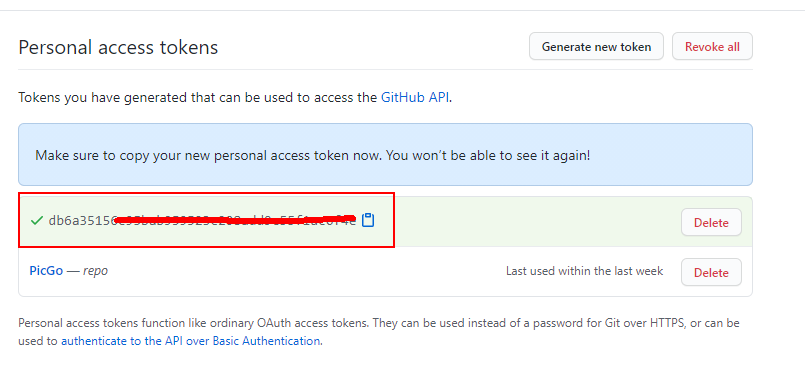 Personal access tokens
Generate new token
Revoke all
Tokens you have generated that can be used to access the GitHub API.
Make sure to copy your new personal access token now. You won't be able to see it again!
db6a35156
Delete
PicGo — repo
Last used within the last week
Delete
Personal access tokens function like ordinary OAuth access tokens. They can be used instead of a password for Git over HTTPS, or can be
used to authenticate to the API over Basic Authentication.